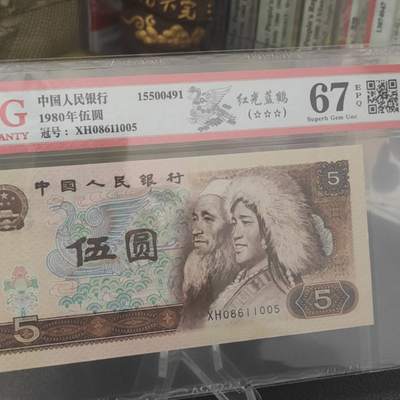 G
ANTY
中国人民银行
1980年伍圆
冠号: XH08611005
15500491
红光蓝鹤
(☆☆☆)
67 EPQ
Superb Gem Unc
中国人民银行
5
伍圆
XH08611005
5
5